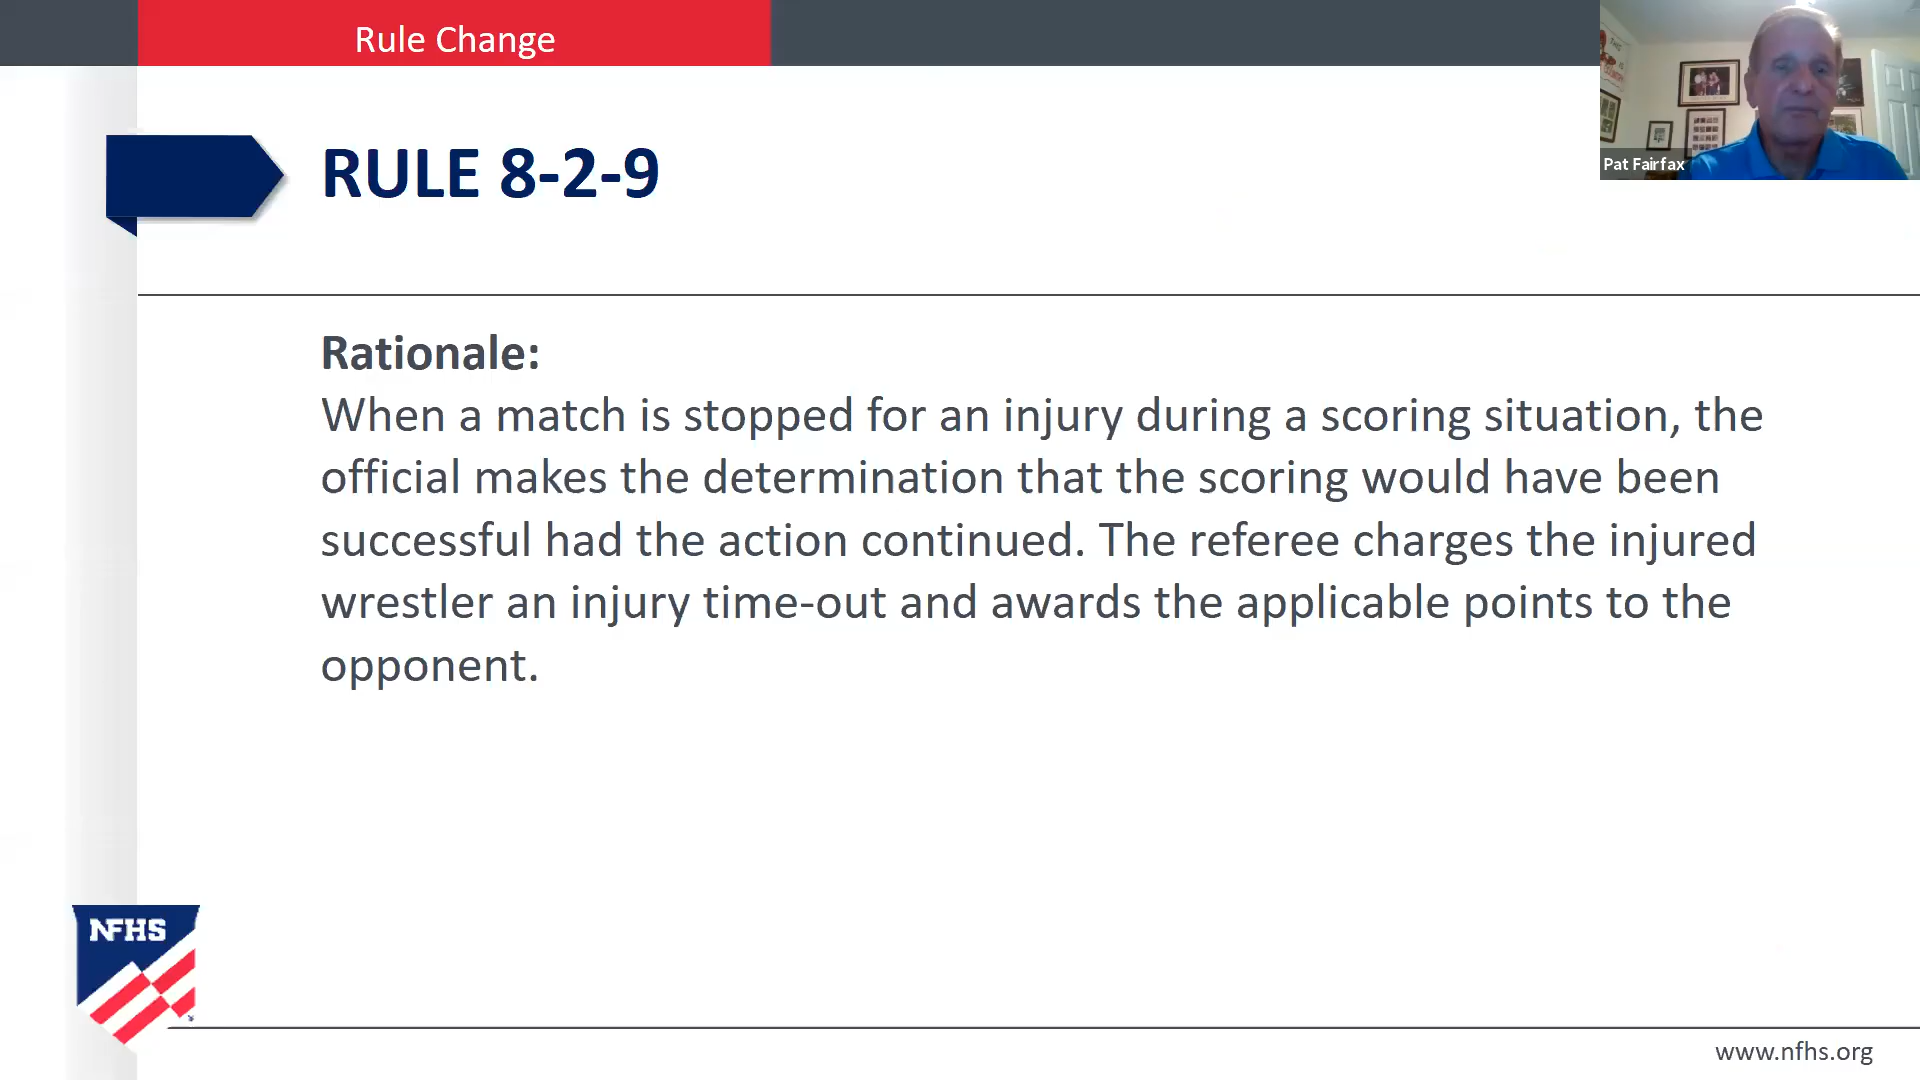 Rule Change
Pat Fairfax
RULE 8-2-9
Rationale:
When a match is stopped for an injury during a scoring situation, the
official makes the determination that the scoring would have been
successful had the action continued. The referee charges the injured
wrestler an injury time-out and awards the applicable points to the
opponent.
NFHS
www.nfhs.org